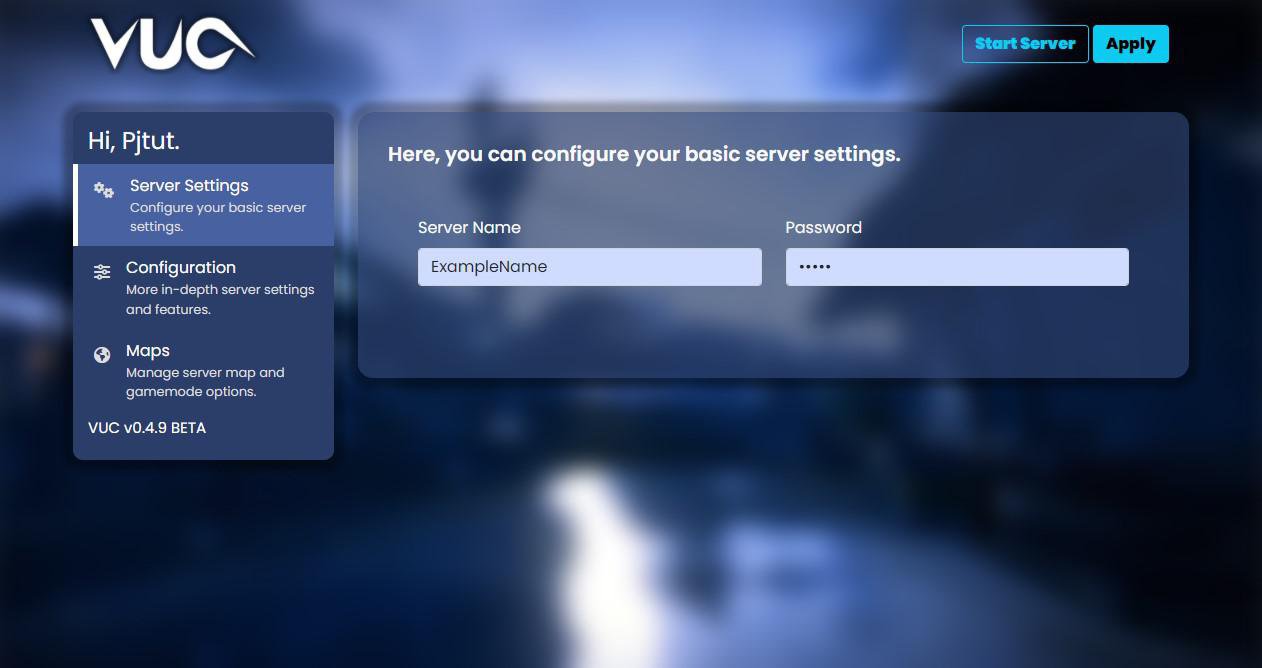 VUC
Start Server
Apply
Hi, Pjtut.
Server Settings
Configure your basic server
settings.
Configuration
More in-depth server settings
and features.
Maps
Manage server map and
gamemode options.
VUC v0.4.9 BETA
Here, you can configure your basic server settings.
Server Name
Password
ExampleName
•••••